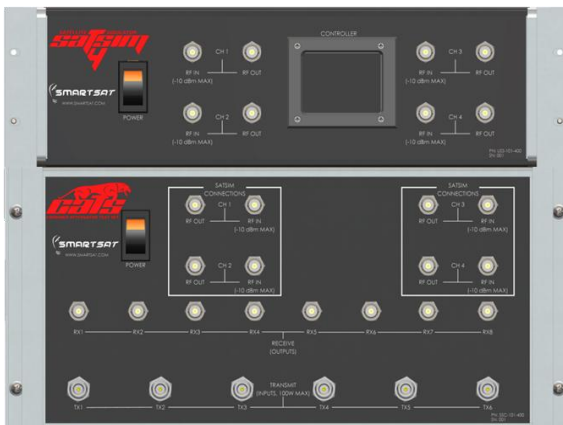 satsim
4
SMARTSAT
WWW.SMARTSAT.COM
POWER
CH 1
RF IN
RF OUT
(-10 dBm MAX)
CH 2
RF IN
RF OUT
(-10 dBm MAX)
CONTROLLER
CH 3
RF IN
RF OUT
(-10 dBm MAX)
CH 4
RF IN
RF OUT
(-10 dBm MAX)
cats
SMARTSAT
WWW.SMARTSAT.COM
POWER
SATSIM
CONNECTIONS
CH 1
RF OUT
RF IN
(-10 dBm MAX)
CH 2
RF OUT
RF IN
(-10 dBm MAX)
SATSIM
CONNECTIONS
CH 3
RF OUT
RF IN
(-10 dBm MAX)
CH 4
RF OUT
RF IN
(-10 dBm MAX)
RX1 RX2 RX3 RX4 RX5 RX6 RX7 RX8
RECEIVE
(OUTPUTS)
TRANSMIT
(INPUTS, 100W MAX)
TX1 TX2 TX3 TX4 TX5 TX6